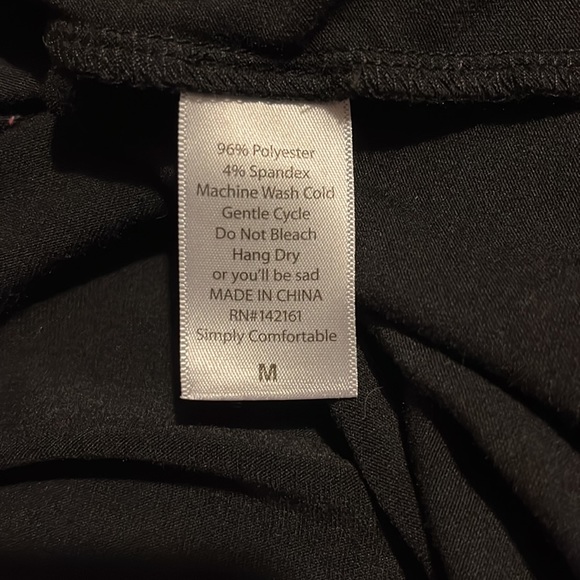 96% Polyester
4% Spandex
Machine Wash Cold
Gentle Cycle
Do Not Bleach
Hang Dry
or you'll be sad
MADE IN CHINA
RN#142161
Simply Comfortable
M